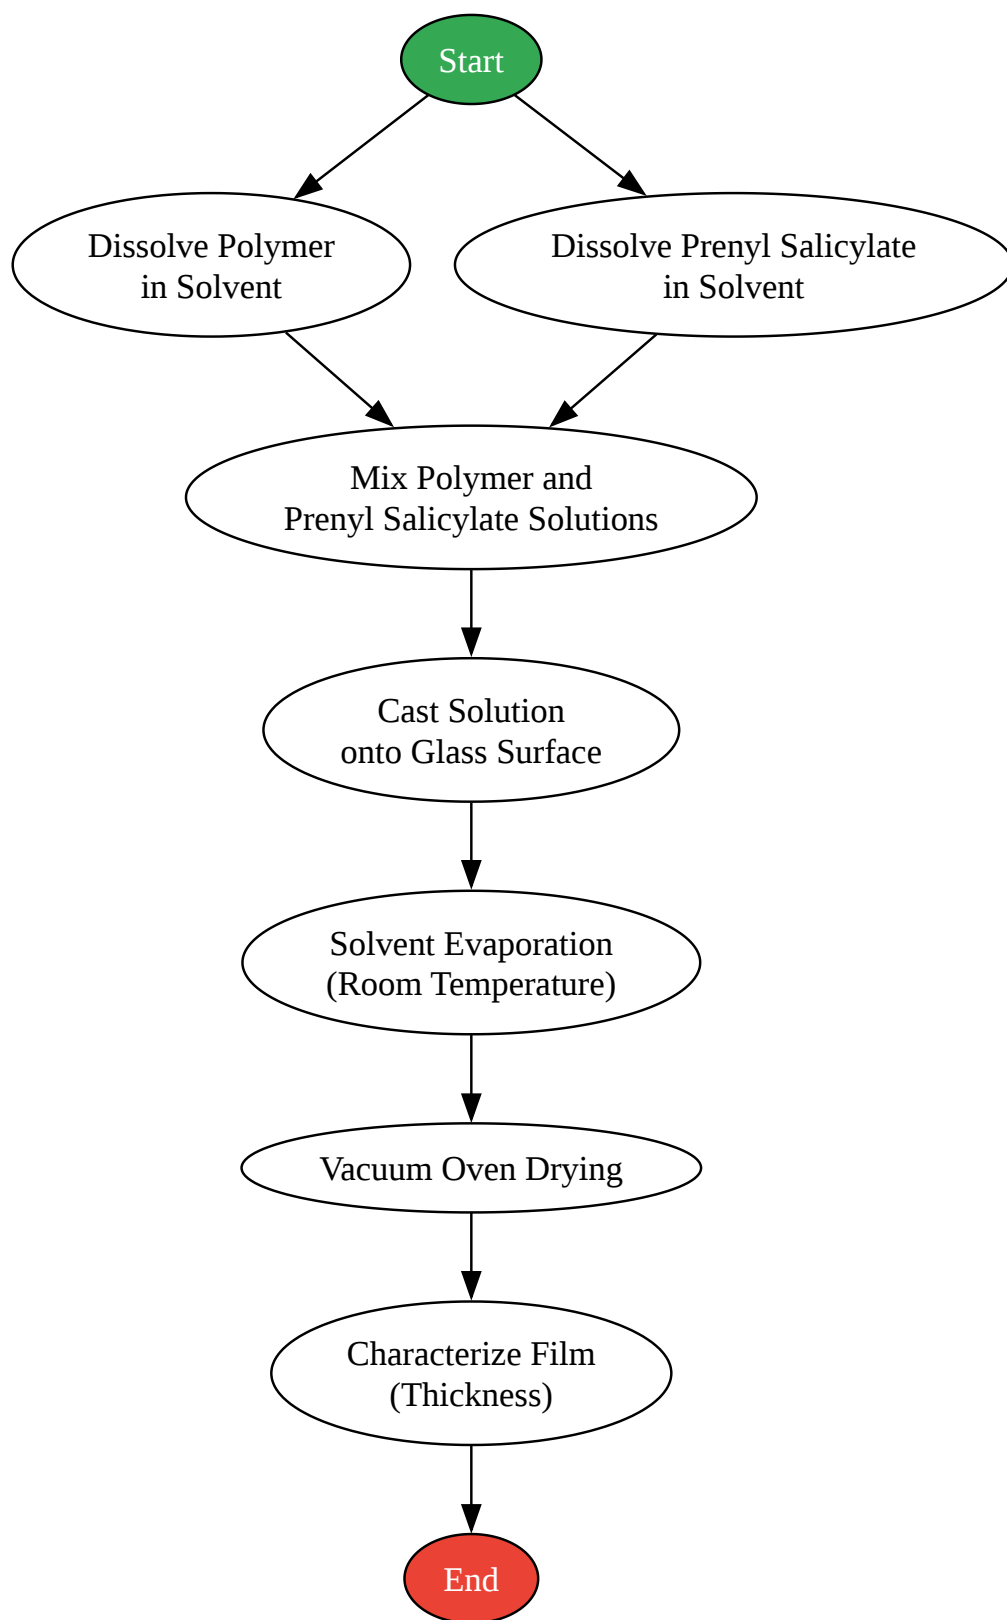 Start
Dissolve Polymer
in Solvent
Dissolve Prenyl Salicylate
in Solvent
Mix Polymer and
Prenyl Salicylate Solutions
Cast Solution
onto Glass Surface
Solvent Evaporation
(Room Temperature)
Vacuum Oven Drying
Characterize Film
(Thickness)
End